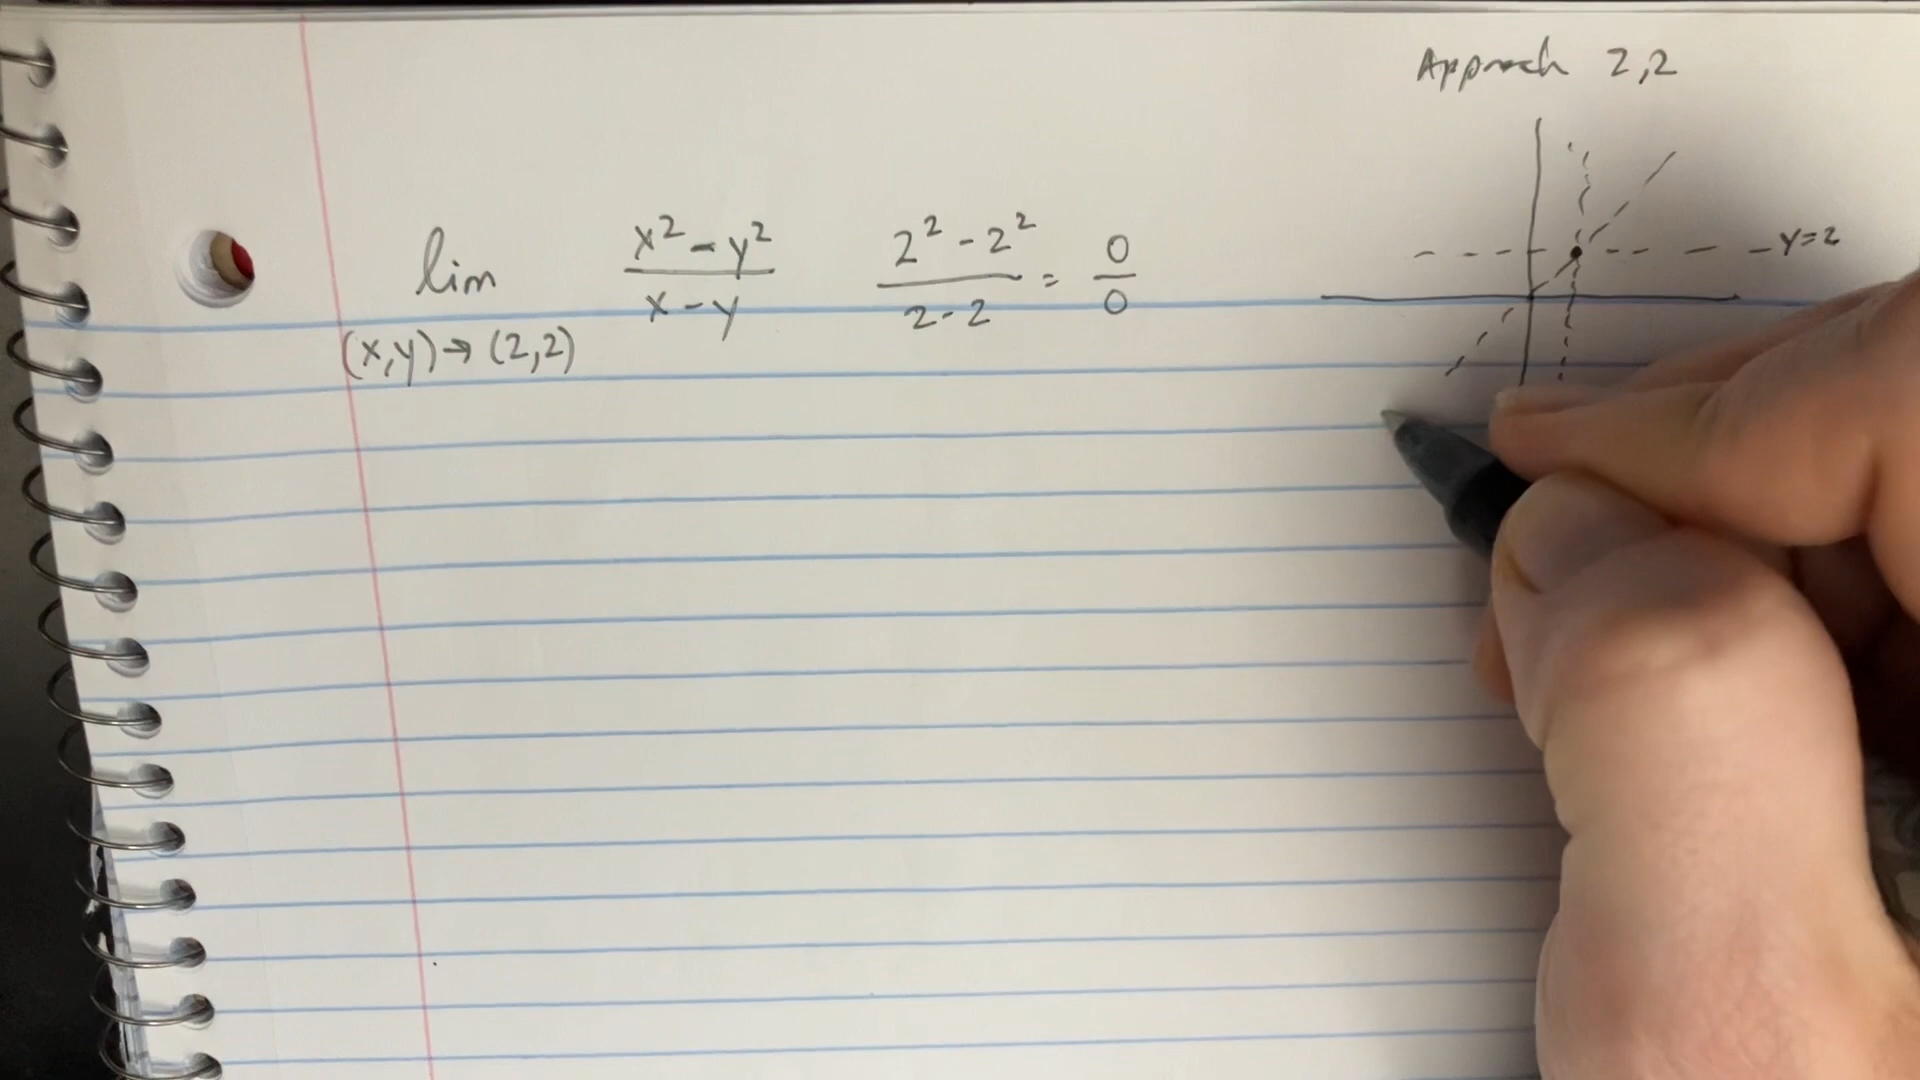 Approach 2,2
lim x² - y² / x - y 2² - 2² / 2 - 2 = 0 / 0
(x,y) → (2,2)
y=2